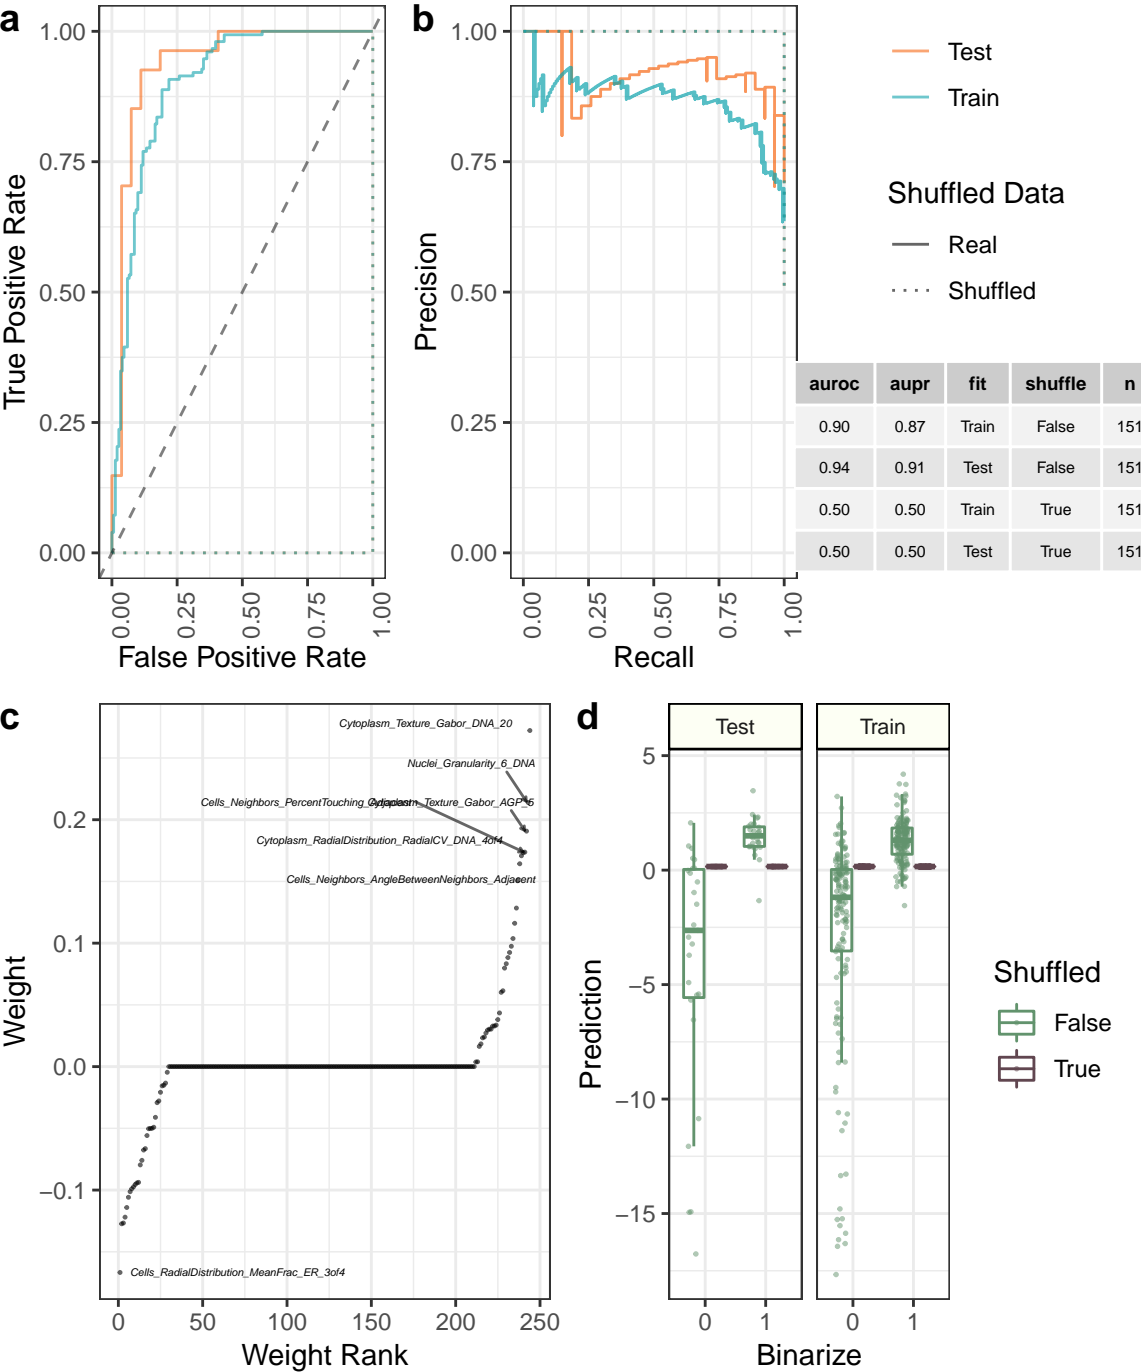 a
1.00
0.75
0.50
0.25
0.00
True Positive Rate
0.00
0.25
0.50
0.75
1.00
False Positive Rate
b
1.00
0.75
0.50
0.25
0.00
Precision
0.00
0.25
0.50
0.75
1.00
Recall
Test
Train
Shuffled Data
Real
Shuffled
auroc aupr fit shuffle n
0.90 0.87 Train False 151
0.94 0.91 Test False 151
0.50 0.50 Train True 151
0.50 0.50 Test True 151
c
0.2
0.1
0.0
−0.1
Weight
Cytoplasm_Texture_Gabor_DNA_20
Nuclei_Granularity_6_DNA
Cells_Neighbors_PercentTouching_Adjacent
Cytoplasm_Texture_Gabor_AGP_5
Cytoplasm_RadialDistribution_RadialCV_DNA_4of4
Cells_Neighbors_AngleBetweenNeighbors_Adjacent
Cells_RadialDistribution_MeanFrac_ER_3of4
0
50
100
150
200
250
Weight Rank
d
Test
Train
5
0
−5
−10
−15
Prediction
0
1
0
1
Binarize
Shuffled
False
True